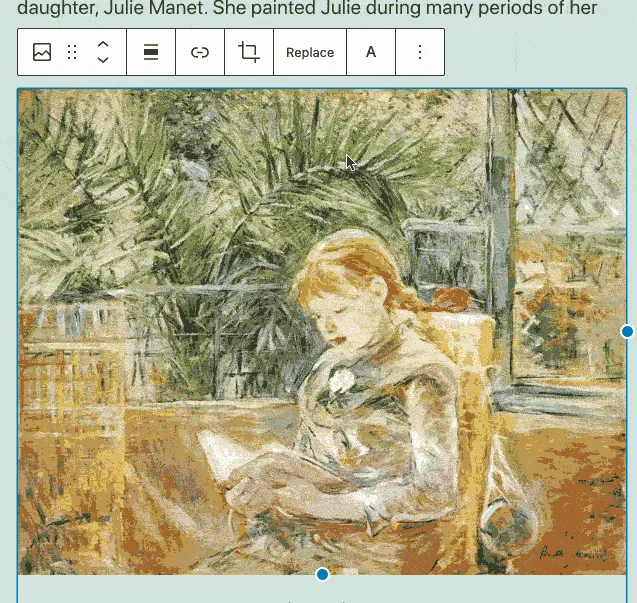 daughter, Julie Manet. She painted Julie during many periods of her
Replace
A